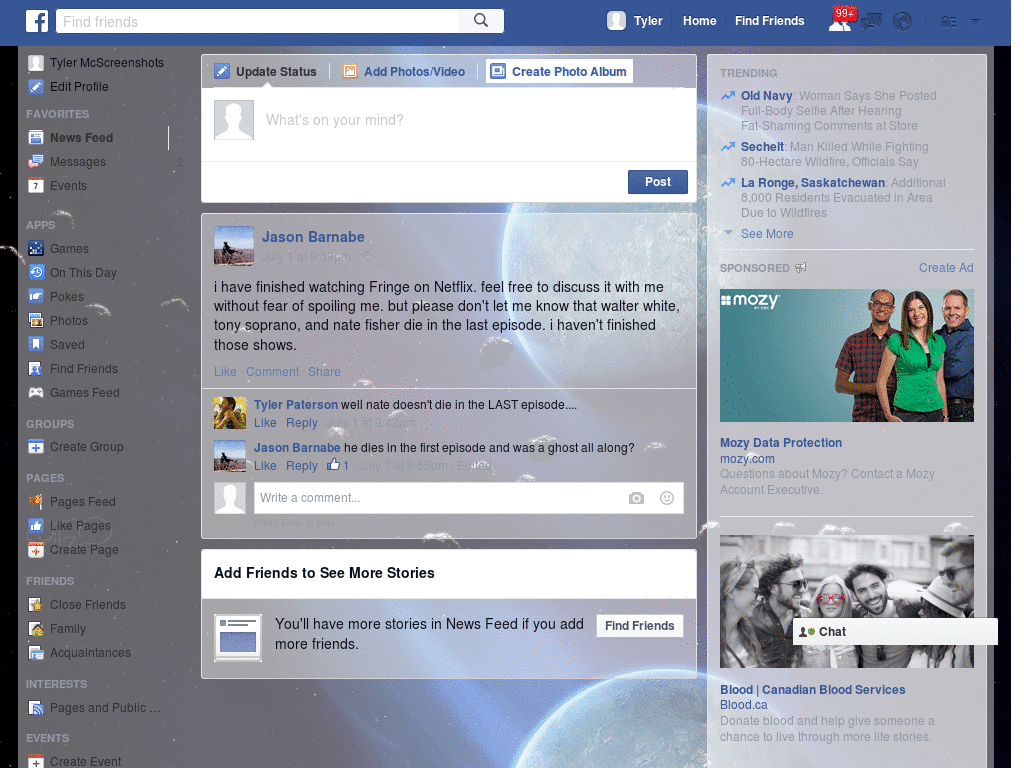 Find friends
Tyler
Home
Find Friends
99+
Tyler McScreenshots
Edit Profile
FAVORITES
News Feed
Messages
2
Events
APPS
Games
On This Day
Pokes
Photos
Saved
Find Friends
Games Feed
GROUPS
Create Group
PAGES
Pages Feed
Like Pages
Create Page
FRIENDS
Close Friends
Family
Acquaintances
INTERESTS
Pages and Public ...
EVENTS
Create Event
Update Status
Add Photos/Video
Create Photo Album
What's on your mind?
Post
Jason Barnabe
July 1 at 9:39pm ·
i have finished watching Fringe on Netflix. feel free to discuss it with me
without fear of spoiling me. but please don't let me know that walter white,
tony soprano, and nate fisher die in the last episode. i haven't finished
those shows.
Like · Comment · Share
Tyler Paterson well nate doesn't die in the LAST episode....
Like · Reply · July 1 at 9:42pm
Jason Barnabe he dies in the first episode and was a ghost all along?
Like · Reply · 1 · July 1 at 9:55pm · Edited
Write a comment...
Press Enter to post.
Add Friends to See More Stories
You'll have more stories in News Feed if you add
more friends.
Find Friends
TRENDING
Old Navy: Woman Says She Posted
Full-Body Selfie After Hearing
Fat-Shaming Comments at Store
Sechelt: Man Killed While Fighting
80-Hectare Wildfire, Officials Say
La Ronge, Saskatchewan: Additional
8,000 Residents Evacuated in Area
Due to Wildfires
See More
SPONSORED
Create Ad
mozy
Mozy Data Protection
mozy.com
Questions about Mozy? Contact a Mozy
Account Executive.
Chat
Blood | Canadian Blood Services
Blood.ca
Donate blood and help give someone a
chance to live through more life stories.